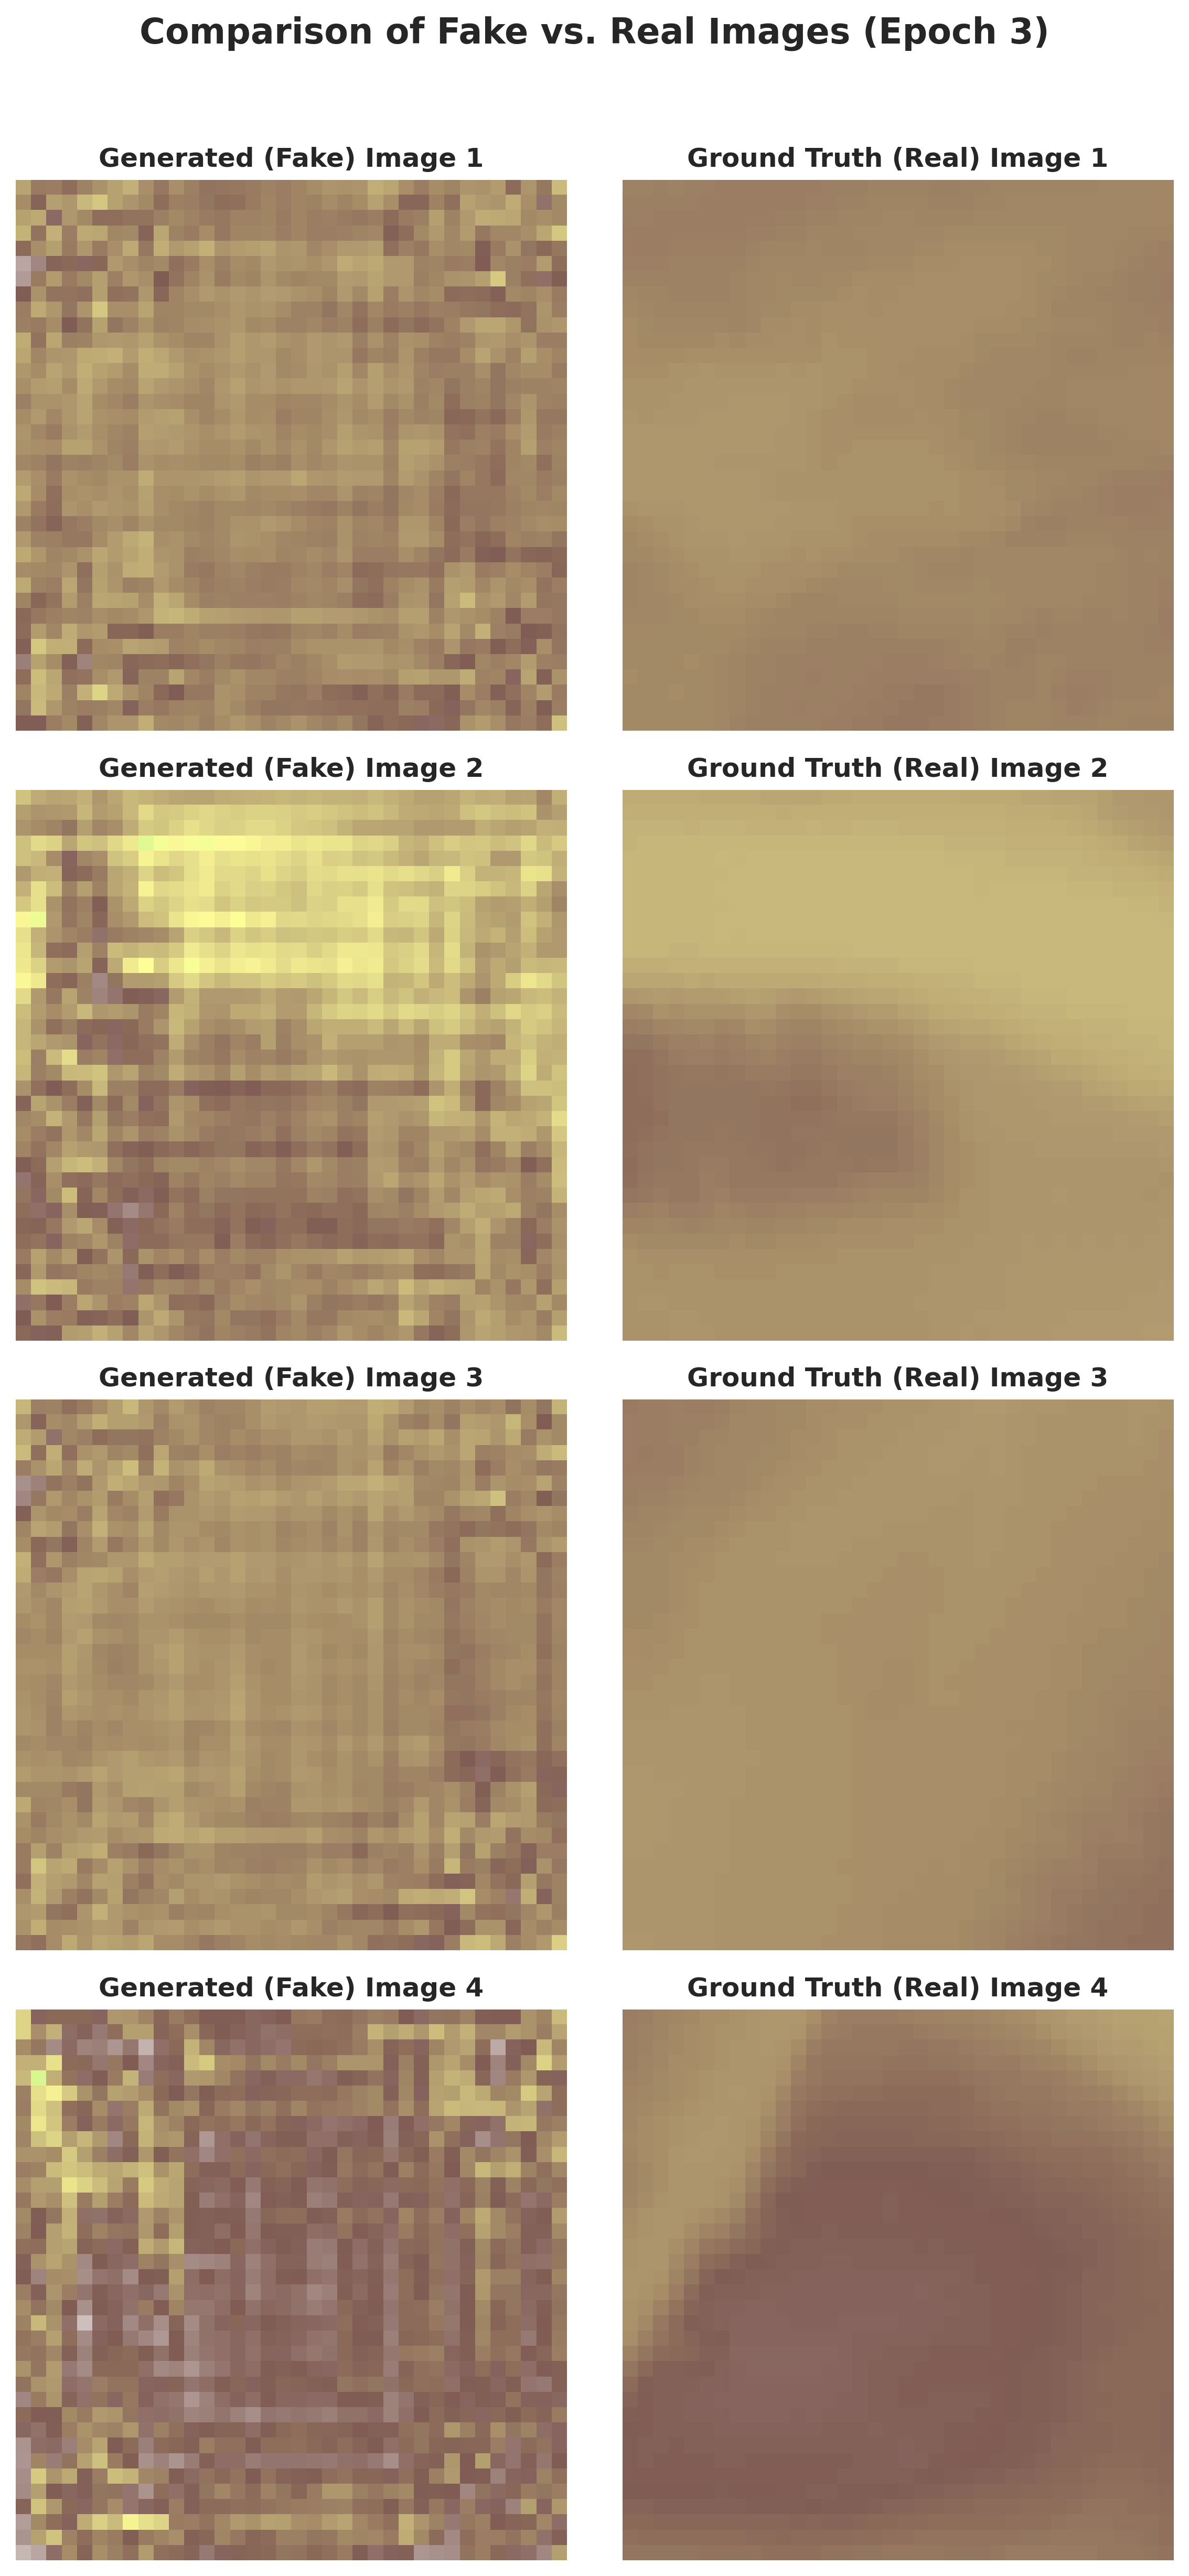 Comparison of Fake vs. Real Images (Epoch 3)
Generated (Fake) Image 1
Ground Truth (Real) Image 1
Generated (Fake) Image 2
Ground Truth (Real) Image 2
Generated (Fake) Image 3
Ground Truth (Real) Image 3
Generated (Fake) Image 4
Ground Truth (Real) Image 4